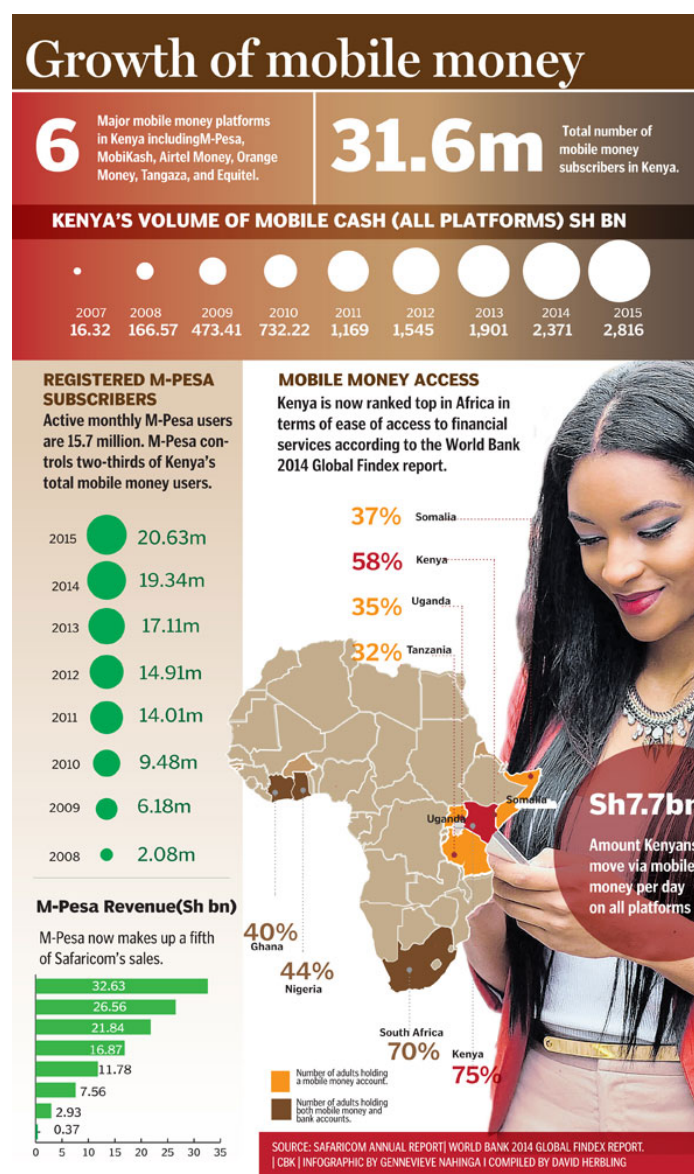 Growth of mobile money
6
Major mobile money platforms
in Kenya includingM-Pesa,
MobiKash, Airtel Money, Orange
Money, Tangaza, and Equitel.
31.6m
Total number of
mobile money
subscribers in Kenya.
KENYA'S VOLUME OF MOBILE CASH (ALL PLATFORMS) SH BN
2007 2008 2009 2010 2011 2012 2013 2014 2015
16.32 166.57 473.41 732.22 1,169 1,545 1,901 2,371 2,816
REGISTERED M-PESA
SUBSCRIBERS
Active monthly M-Pesa users
are 15.7 million. M-Pesa con-
trols two-thirds of Kenya's
total mobile money users.
2015 20.63m
2014 19.34m
2013 17.11m
2012 14.91m
2011 14.01m
2010 9.48m
2009 6.18m
2008 2.08m
M-Pesa Revenue(Sh bn)
M-Pesa now makes up a fifth
of Safaricom's sales.
32.63
26.56
21.84
16.87
11.78
7.56
2.93
0.37
0 5 10 15 20 25 30 35
MOBILE MONEY ACCESS
Kenya is now ranked top in Africa in
terms of ease of access to financial
services according to the World Bank
2014 Global Findex report.
37% Somalia
58% Kenya
35% Uganda
32% Tanzania
Somalia
Uganda
40%
Ghana
44%
Nigeria
South Africa
70%
Kenya
75%
Sh7.7bn
Amount Kenyans
move via mobile
money per day
on all platforms
Number of adults holding
a mobile money account.
Number of adults holding
both mobile money and
bank accounts.
SOURCE: SAFARICOM ANNUAL REPORT| WORLD BANK 2014 GLOBAL FINDEX REPORT.
| CBK | INFOGRAPHIC BY GENNEVIEVE NAHINGA I COMPILED BY DAVID HERBLING